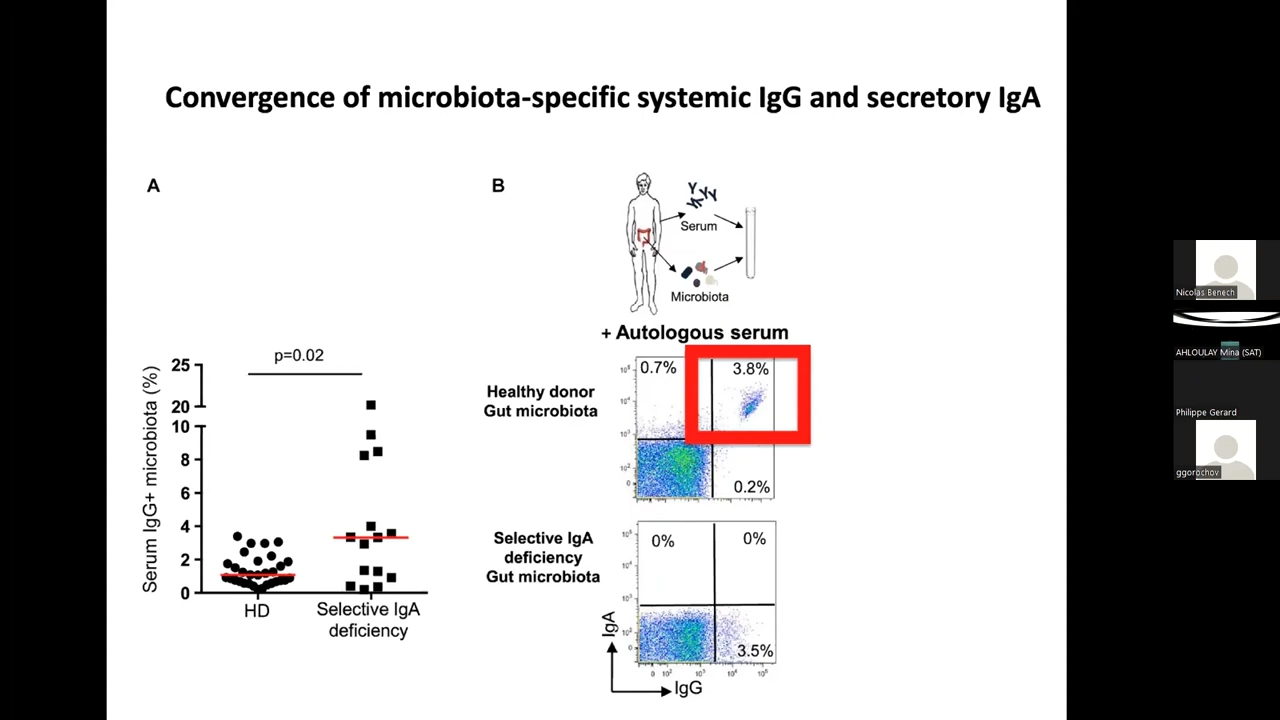 Convergence of microbiota-specific systemic IgG and secretory IgA
A
Serum IgG+ microbiota (%)
p=0.02
25
20
10
8
6
4
2
0
HD
Selective IgA
deficiency
B
Serum
Microbiota
+ Autologous serum
Healthy donor
Gut microbiota
0.7%
3.8%
0.2%
Selective IgA
deficiency
Gut microbiota
0%
0%
3.5%
IgA
IgG
Nicolas Benech
AHLOULAY Mina (SAT)
Philippe Gerard
ggorochov